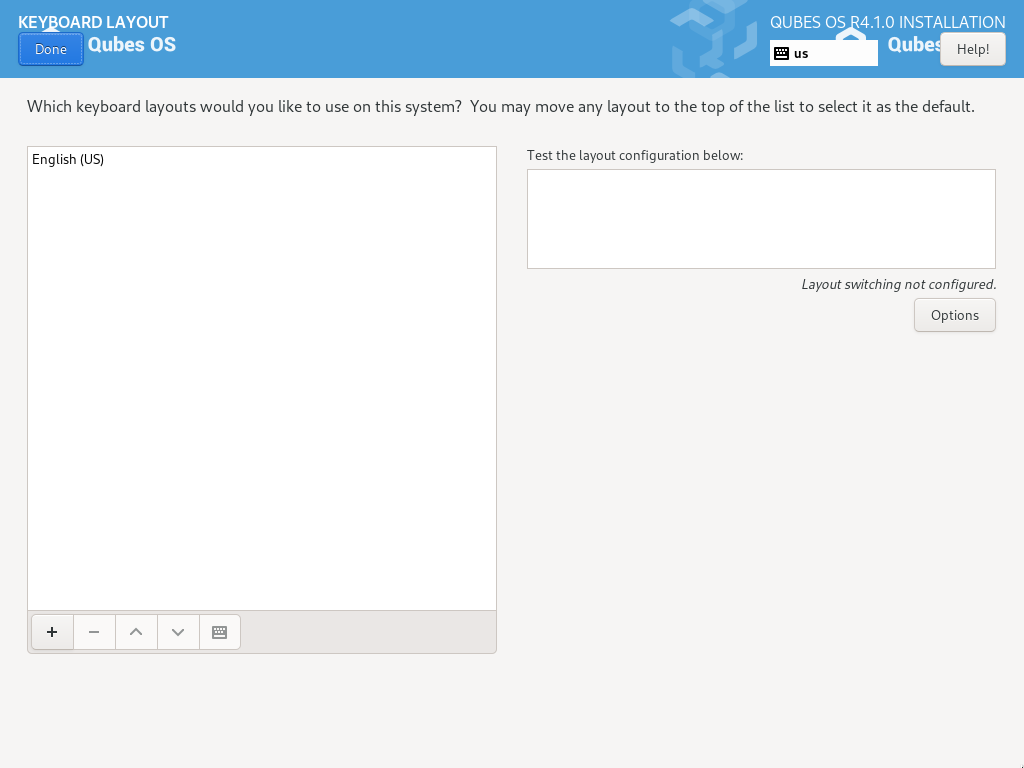 KEYBOARD LAYOUT
QUBES OS R4.1.0 INSTALLATION
Done
Qubes OS
us
Qubes
Help!
Which keyboard layouts would you like to use on this system?  You may move any layout to the top of the list to select it as the default.
English (US)
Test the layout configuration below:
Layout switching not configured.
Options